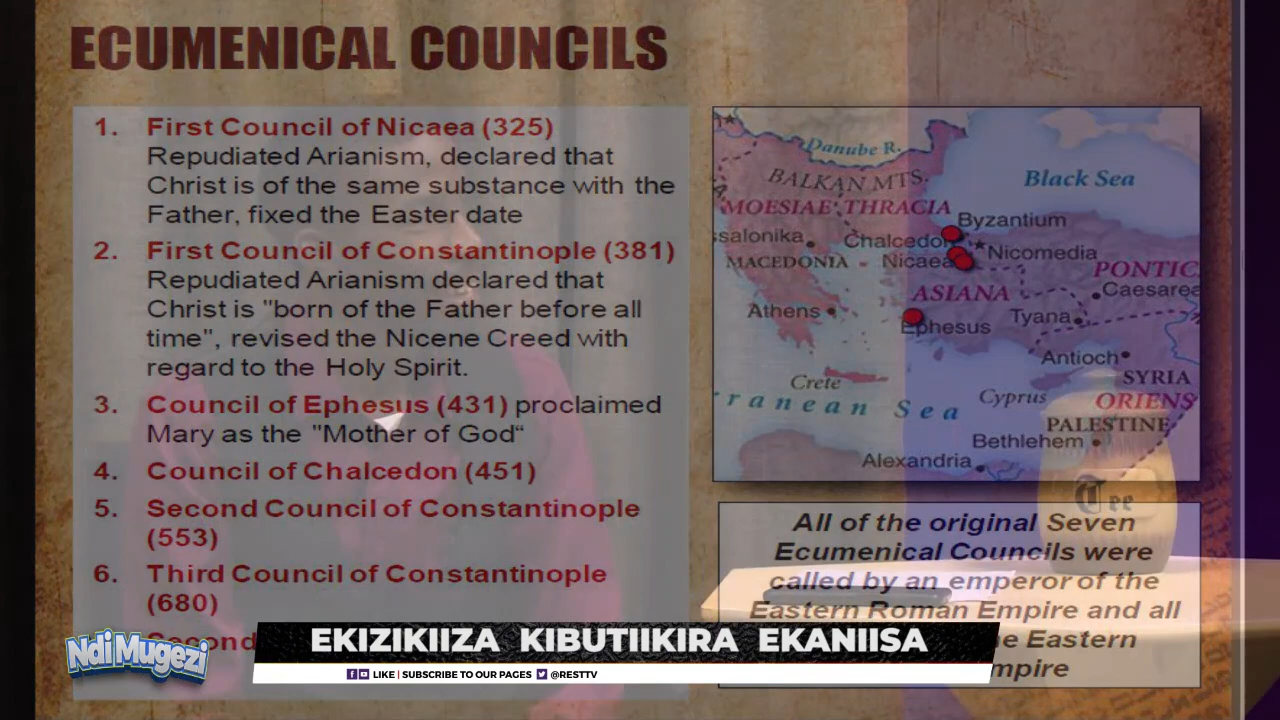 ECUMENICAL COUNCILS
1. First Council of Nicaea (325)
Repudiated Arianism, declared that
Christ is of the same substance with the
Father, fixed the Easter date
2. First Council of Constantinople (381)
Repudiated Arianism declared that
Christ is "born of the Father before all
time", revised the Nicene Creed with
regard to the Holy Spirit.
3. Council of Ephesus (431) proclaimed
Mary as the "Mother of God“
4. Council of Chalcedon (451)
5. Second Council of Constantinople
(553)
6. Third Council of Constantinople
(680)
Second
Danube R.
BALKAN MTS.
Black Sea
MOESIAE THRACIA
Byzantium
ssalonika
Chalcedon
Nicomedia
MACEDONIA
Nicaea
PONTIC
ASIANA
Caesarea
Athens
Ephesus
Tyana
Antioch
Crete
SYRIA
Cyprus
ORIENS
ranean Sea
PALESTINE
Bethlehem
Alexandria
Tree
All of the original Seven
Ecumenical Councils were
called by an emperor of the
Eastern Roman Empire and all
he Eastern
mpire
Ndi Mugezi
EKIZIKIIZA KIBUTIIKIRA EKANIISA
LIKE | SUBSCRIBE TO OUR PAGES @RESTTV